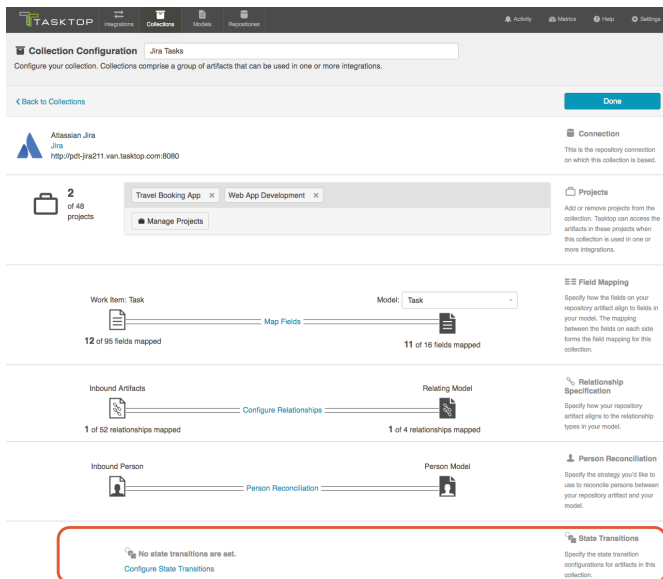 TASKTOP
Integrations
Collections
Models
Repositories
Activity
Metrics
Help
Settings
Collection Configuration
Jira Tasks
Configure your collection. Collections comprise a group of artifacts that can be used in one or more integrations.
Back to Collections
Done
Atlassian Jira
Jira
http://pdt-jira211.van.tasktop.com:8080
Connection
This is the repository connection
on which this collection is based.
2
of 48
projects
Travel Booking App ×
Web App Development ×
Manage Projects
Projects
Add or remove projects from the
collection. Tasktop can access the
artifacts in these projects when
this collection is used in one or
more integrations.
Work Item: Task
Model: Task
Map Fields
12 of 95 fields mapped
11 of 16 fields mapped
Field Mapping
Specify how the fields on your
repository artifact align to fields in
your model. The mapping
between the fields on each side
forms the field mapping for this
collection.
Inbound Artifacts
Relating Model
Configure Relationships
1 of 52 relationships mapped
1 of 4 relationships mapped
Relationship
Specification
Specify how your repository
artifact aligns to the relationship
types in your model.
Inbound Person
Person Model
Person Reconciliation
Person Reconciliation
Specify the strategy you'd like to
use to reconcile persons between
your repository artifact and your
model.
No state transitions are set.
Configure State Transitions
State Transitions
Specify the state transition
configurations for artifacts in this
collection.